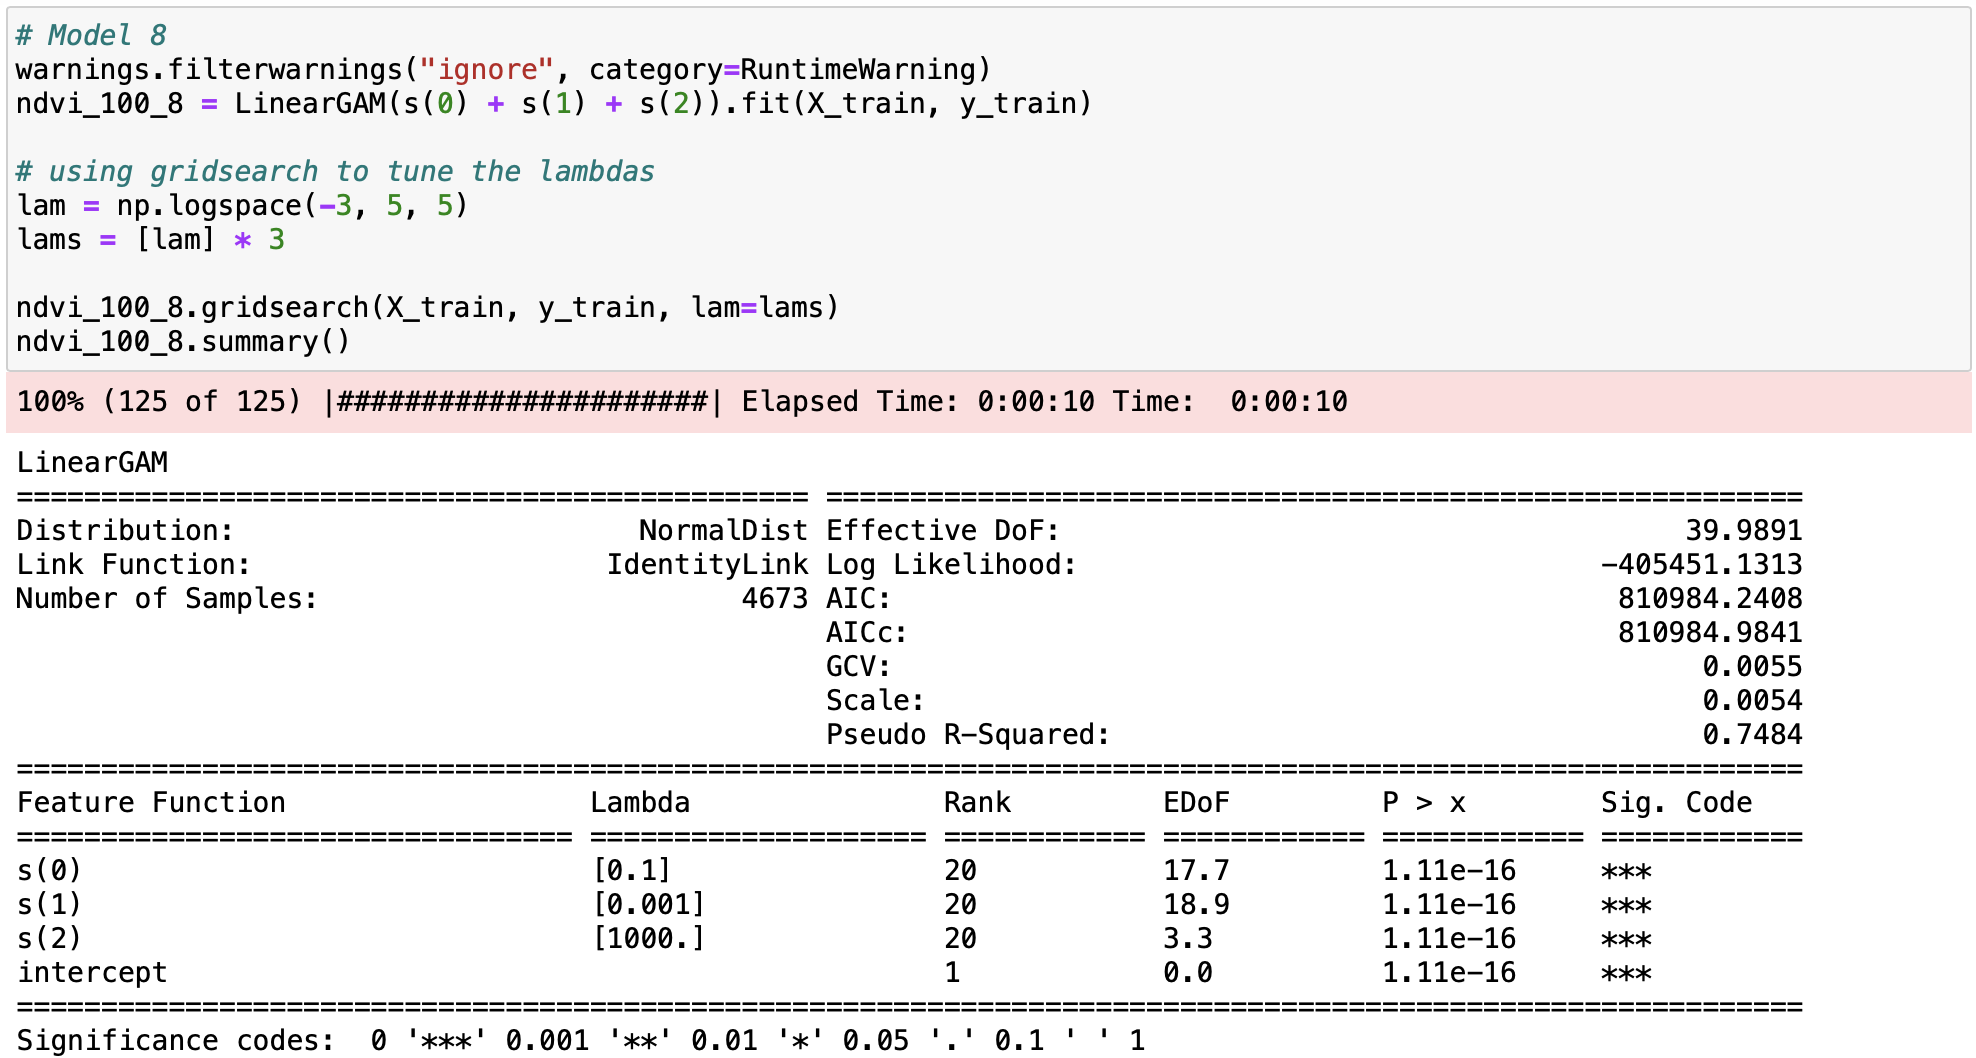 # Model 8
warnings.filterwarnings("ignore", category=RuntimeWarning)
ndvi_100_8 = LinearGAM(s(0) + s(1) + s(2)).fit(X_train, y_train)
# using gridsearch to tune the lambdas
lam = np.logspace(-3, 5, 5)
lams = [lam] * 3
ndvi_100_8.gridsearch(X_train, y_train, lam=lams)
ndvi_100_8.summary()
100% (125 of 125) |######################| Elapsed Time: 0:00:10 Time:  0:00:10
LinearGAM
=============================================== ==========================================================
Distribution:                        NormalDist Effective DoF:                                     39.9891
Link Function:                     IdentityLink Log Likelihood:                               -405451.1313
Number of Samples:                         4673 AIC:                                           810984.2408
                                                AICc:                                          810984.9841
                                                GCV:                                                0.0055
                                                Scale:                                              0.0054
                                                Pseudo R-Squared:                                   0.7484
==========================================================================================================
Feature Function                  Lambda               Rank         EDoF         P > x        Sig. Code
================================= ==================== ============ ============ ============ ============
s(0)                              [0.1]                20           17.7         1.11e-16     ***
s(1)                              [0.001]              20           18.9         1.11e-16     ***
s(2)                              [1000.]              20           3.3          1.11e-16     ***
intercept                                              1            0.0          1.11e-16     ***
==========================================================================================================
Significance codes:  0 '***' 0.001 '**' 0.01 '*' 0.05 '.' 0.1 ' ' 1